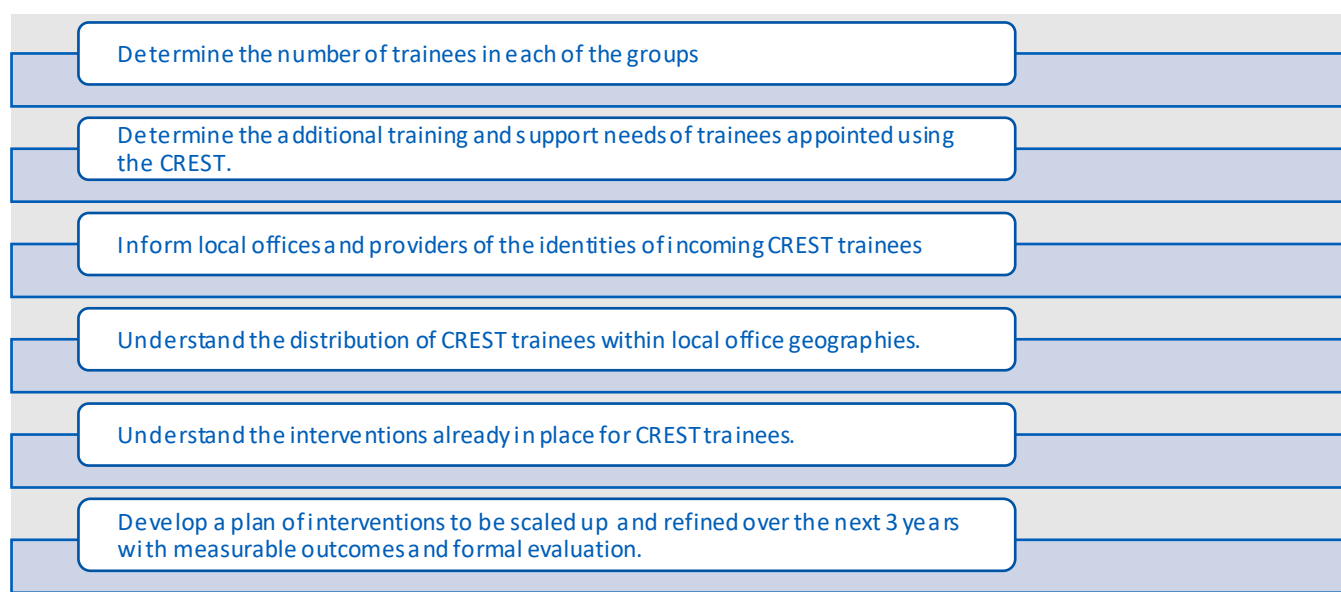 Determine the number of trainees in each of the groups
Determine the additional training and support needs of trainees appointed using
the CREST.
Inform local offices and providers of the identities of incoming CREST trainees
Understand the distribution of CREST trainees within local office geographies.
Understand the interventions already in place for CREST trainees.
Develop a plan of interventions to be scaled up and refined over the next 3 years
with measurable outcomes and formal evaluation.